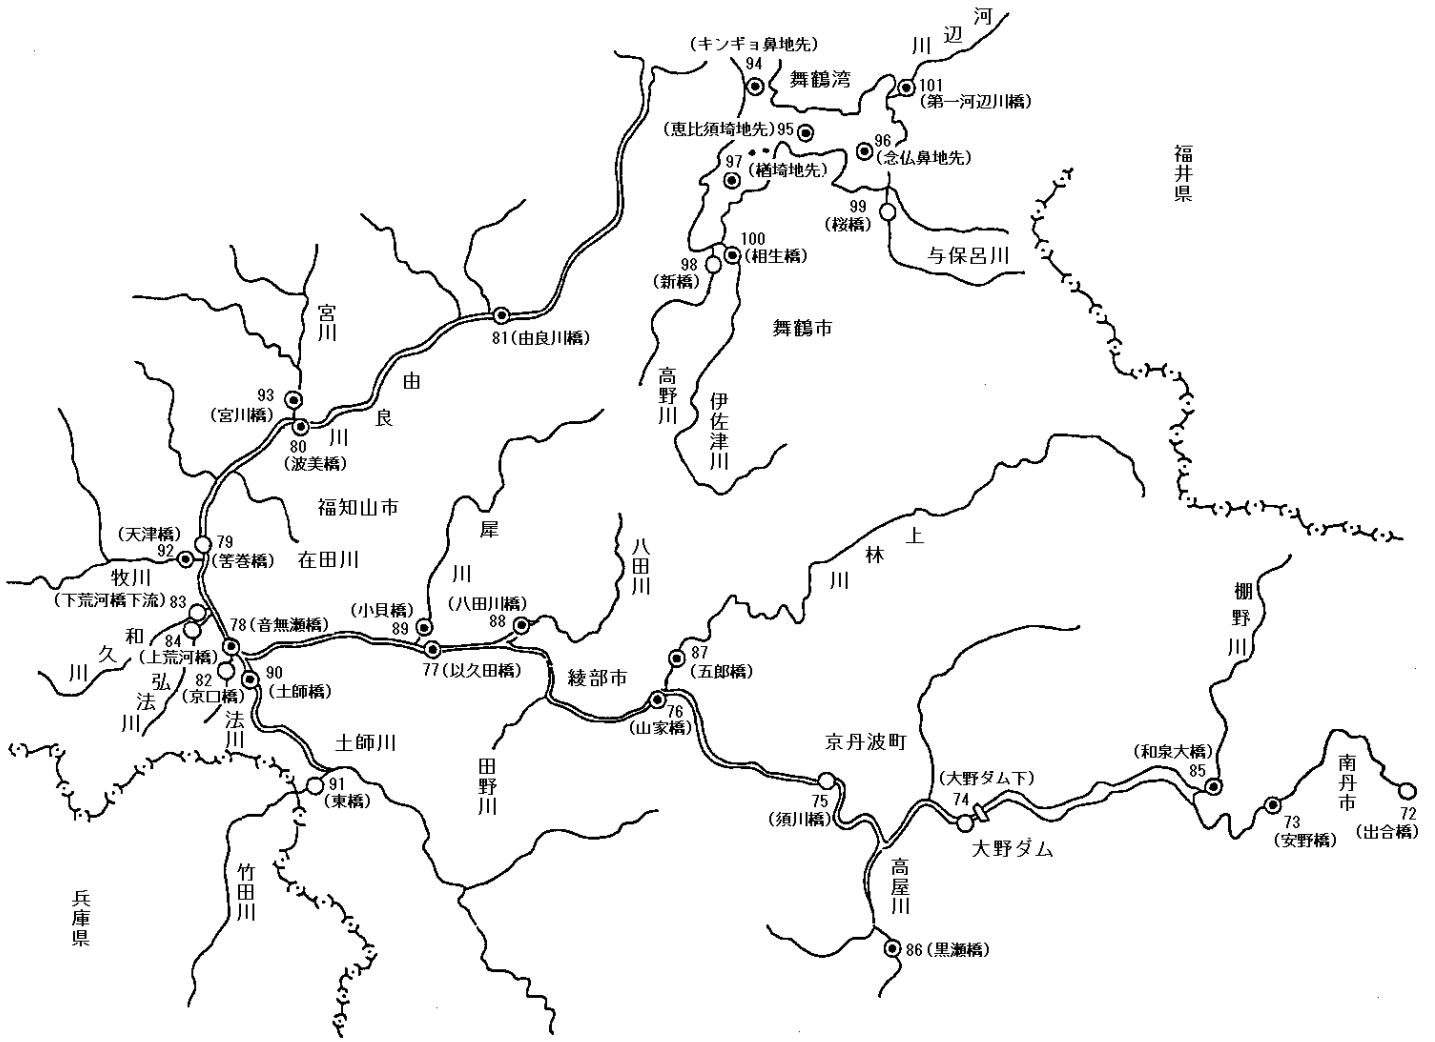 (キンギョ鼻地先)
94
舞鶴湾
河辺川
101
(第一河辺川橋)
(恵比須埼地先)95
96
(念仏鼻地先)
97
(楢埼地先)
福井県
99
(桜橋)
与保呂川
100
(相生橋)
98
(新橋)
舞鶴市
高野川
伊佐津川
宮川
81(由良川橋)
93
(宮川橋)
80
(波美橋)
由良川
福知山市
在田川
(天津橋)
92
79
(筈巻橋)
牧川
(下荒河橋下流)
83
84
(上荒河橋)
和久川
弘法川
78(音無瀬橋)
82
(京口橋)
法川
90
(土師橋)
土師川
91
(東橋)
竹田川
兵庫県
犀川
(小貝橋)
89
77(以久田橋)
八田川
(八田川橋)
88
綾部市
田野川
上林川
87
(五郎橋)
76
(山家橋)
京丹波町
75
(須川橋)
(大野ダム下)
74
大野ダム
高屋川
86(黒瀬橋)
棚野川
(和泉大橋)
85
南丹市
73
(安野橋)
72
(出合橋)